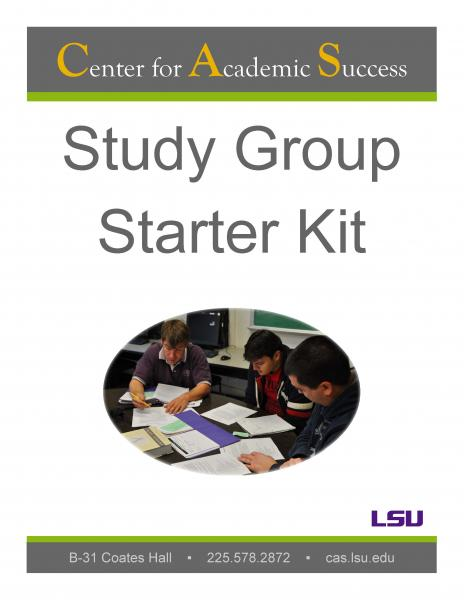 Center for Academic Success
Study Group
Starter Kit
LSU
B-31 Coates Hall ▪ 225.578.2872 ▪ cas.lsu.edu